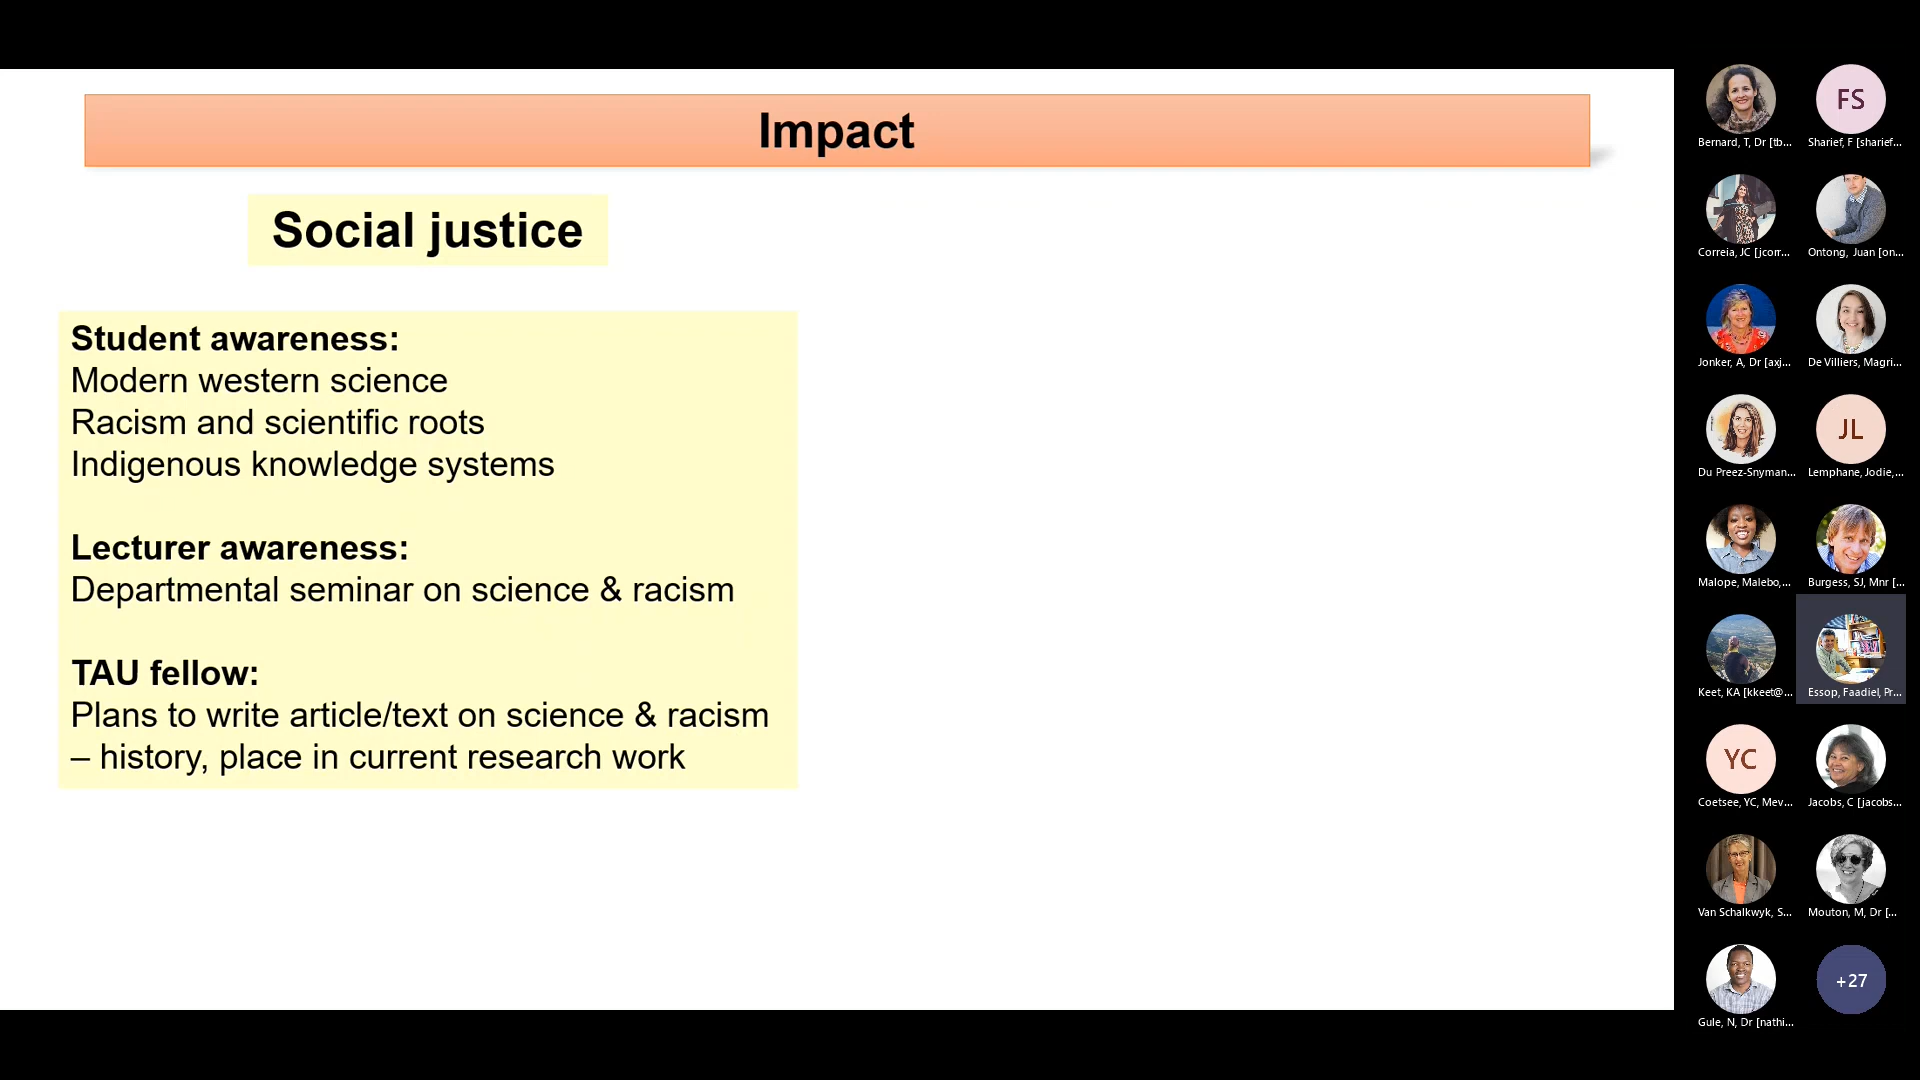 Impact
Social justice
Student awareness:
Modern western science
Racism and scientific roots
Indigenous knowledge systems
Lecturer awareness:
Departmental seminar on science & racism
TAU fellow:
Plans to write article/text on science & racism
– history, place in current research work
Bernard, T, Dr [tb...
FS
Sharief, F [sharief...
Correia, JC [jcorr...
Ontong, Juan [on...
Jonker, A, Dr [axj...
De Villiers, Magri...
Du Preez-Snyman...
JL
Lemphane, Jodie,...
Malope, Malebo,...
Burgess, SJ, Mnr [...
Keet, KA [kkeet@...
Essop, Faadiel, Pr...
YC
Coetsee, YC, Mev...
Jacobs, C [jacobs...
Van Schalkwyk, S...
Mouton, M, Dr [...
Gule, N, Dr [nathi...
+27